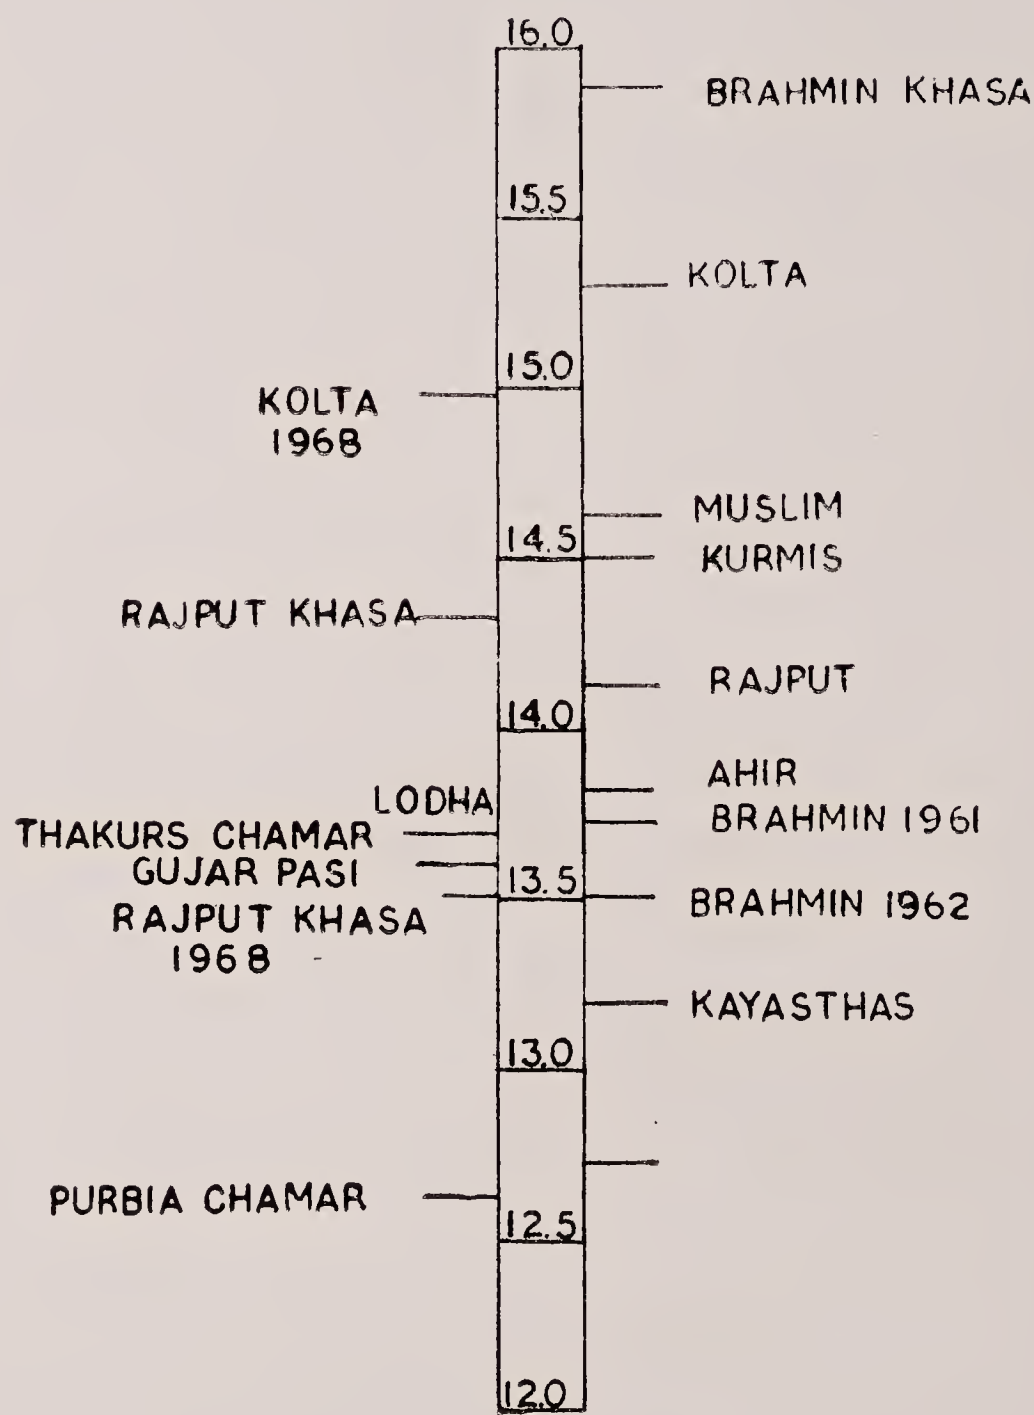 16.0
BRAHMIN KHASA
15.5
KOLTA
15.0
KOLTA
1968
MUSLIM
14.5
KURMIS
RAJPUT KHASA
RAJPUT
14.0
AHIR
LODHA
BRAHMIN 1961
THAKURS CHAMAR
GUJAR PASI
13.5
BRAHMIN 1962
RAJPUT KHASA
1968
KAYASTHAS
13.0
PURBIA CHAMAR
12.5
12.0